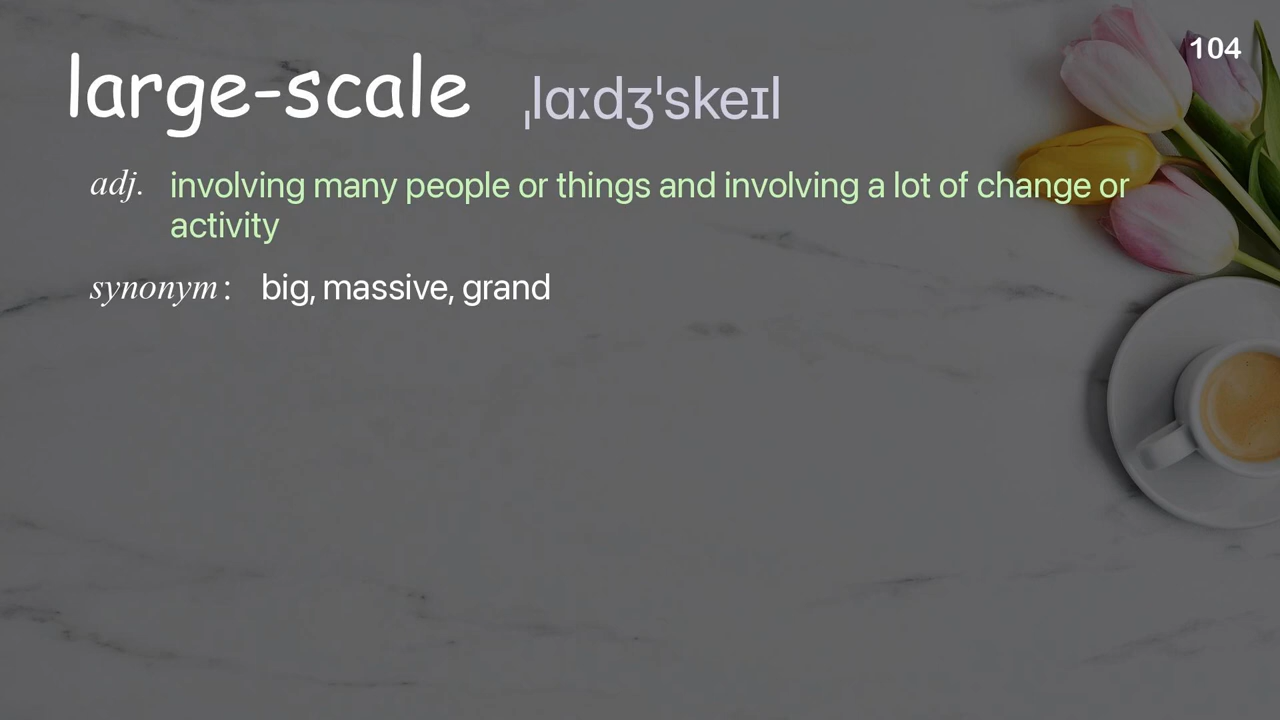 104
large-scale ˌlɑːdʒˈskeɪl
adj. involving many people or things and involving a lot of change or
activity
synonym: big, massive, grand